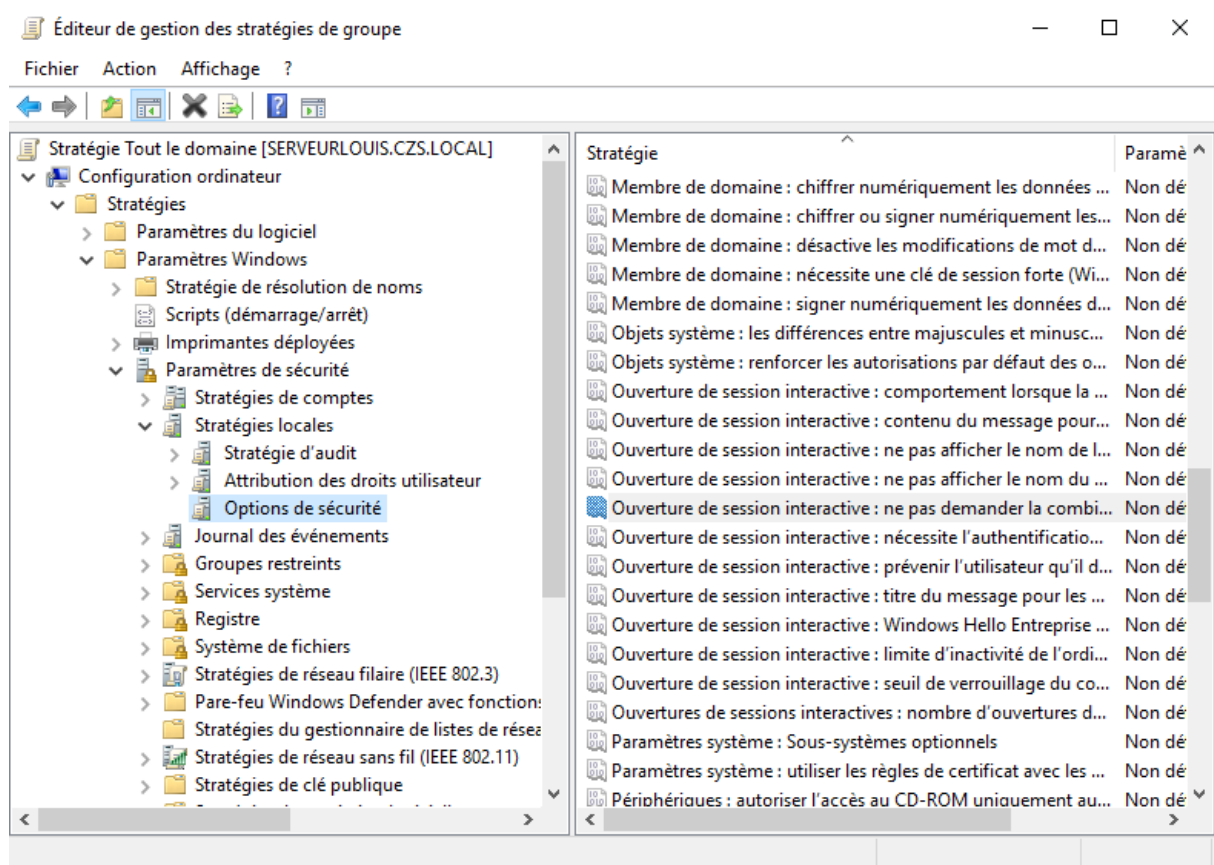 Éditeur de gestion des stratégies de groupe
Fichier Action Affichage ?
Stratégie Tout le domaine [SERVEURLOUIS.CZS.LOCAL]
Configuration ordinateur
Stratégies
Paramètres du logiciel
Paramètres Windows
Stratégie de résolution de noms
Scripts (démarrage/arrêt)
Imprimantes déployées
Paramètres de sécurité
Stratégies de comptes
Stratégies locales
Stratégie d'audit
Attribution des droits utilisateur
Options de sécurité
Journal des événements
Groupes restreints
Services système
Registre
Système de fichiers
Stratégies de réseau filaire (IEEE 802.3)
Pare-feu Windows Defender avec fonctions
Stratégies du gestionnaire de listes de résea
Stratégies de réseau sans fil (IEEE 802.11)
Stratégies de clé publique
Stratégie Paramè
Membre de domaine : chiffrer numériquement les données ... Non dé
Membre de domaine : chiffrer ou signer numériquement les... Non dé
Membre de domaine : désactive les modifications de mot d... Non dé
Membre de domaine : nécessite une clé de session forte (Wi... Non dé
Membre de domaine : signer numériquement les données d... Non dé
Objets système : les différences entre majuscules et minusc... Non dé
Objets système : renforcer les autorisations par défaut des o... Non dé
Ouverture de session interactive : comportement lorsque la ... Non dé
Ouverture de session interactive : contenu du message pour... Non dé
Ouverture de session interactive : ne pas afficher le nom de l... Non dé
Ouverture de session interactive : ne pas afficher le nom du ... Non dé
Ouverture de session interactive : ne pas demander la combi... Non dé
Ouverture de session interactive : nécessite l'authentificatio... Non dé
Ouverture de session interactive : prévenir l'utilisateur qu'il d... Non dé
Ouverture de session interactive : titre du message pour les ... Non dé
Ouverture de session interactive : Windows Hello Entreprise ... Non dé
Ouverture de session interactive : limite d'inactivité de l'ordi... Non dé
Ouverture de session interactive : seuil de verrouillage du co... Non dé
Ouvertures de sessions interactives : nombre d'ouvertures d... Non dé
Paramètres système : Sous-systèmes optionnels Non dé
Paramètres système : utiliser les règles de certificat avec les ... Non dé
Périphériques : autoriser l'accès au CD-ROM uniquement au... Non dé